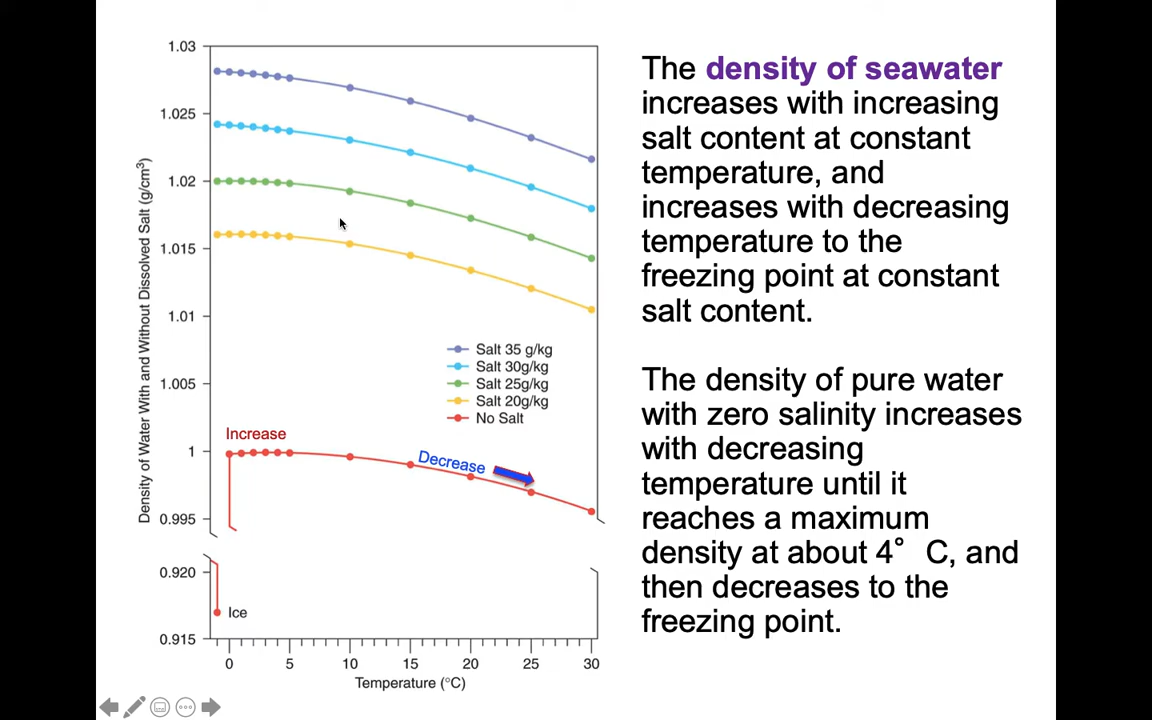 1.03
1.025
1.02
1.015
1.01
1.005
1
0.995
0.920
0.915
Density of Water With and Without Dissolved Salt (g/cm³)
Salt 35 g/kg
Salt 30g/kg
Salt 25g/kg
Salt 20g/kg
No Salt
Increase
Decrease
Ice
0 5 10 15 20 25 30
Temperature (°C)
The density of seawater
increases with increasing
salt content at constant
temperature, and
increases with decreasing
temperature to the
freezing point at constant
salt content.
The density of pure water
with zero salinity increases
with decreasing
temperature until it
reaches a maximum
density at about 4° C, and
then decreases to the
freezing point.